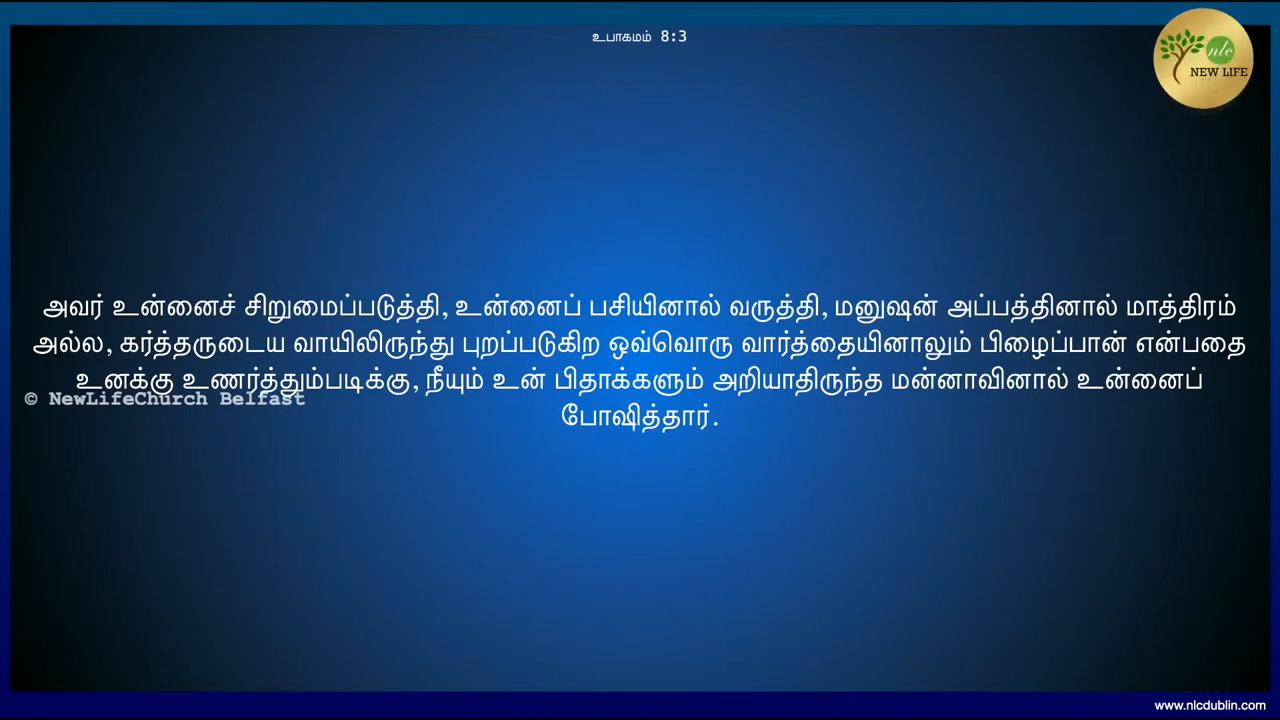 உபாகமம் 8:3
nlc
NEW LIFE
அவர் உன்னைச் சிறுமைப்படுத்தி, உன்னைப் பசியினால் வருத்தி, மனுஷன் அப்பத்தினால் மாத்திரம்
அல்ல, கர்த்தருடைய வாயிலிருந்து புறப்படுகிற ஒவ்வொரு வார்த்தையினாலும் பிழைப்பான் என்பதை
உனக்கு உணர்த்தும்படிக்கு, நீயும் உன் பிதாக்களும் அறியாதிருந்த மன்னாவினால் உன்னைப்
© NewLifeChurch Belfast
போஷித்தார்.
www.nlcdublin.com